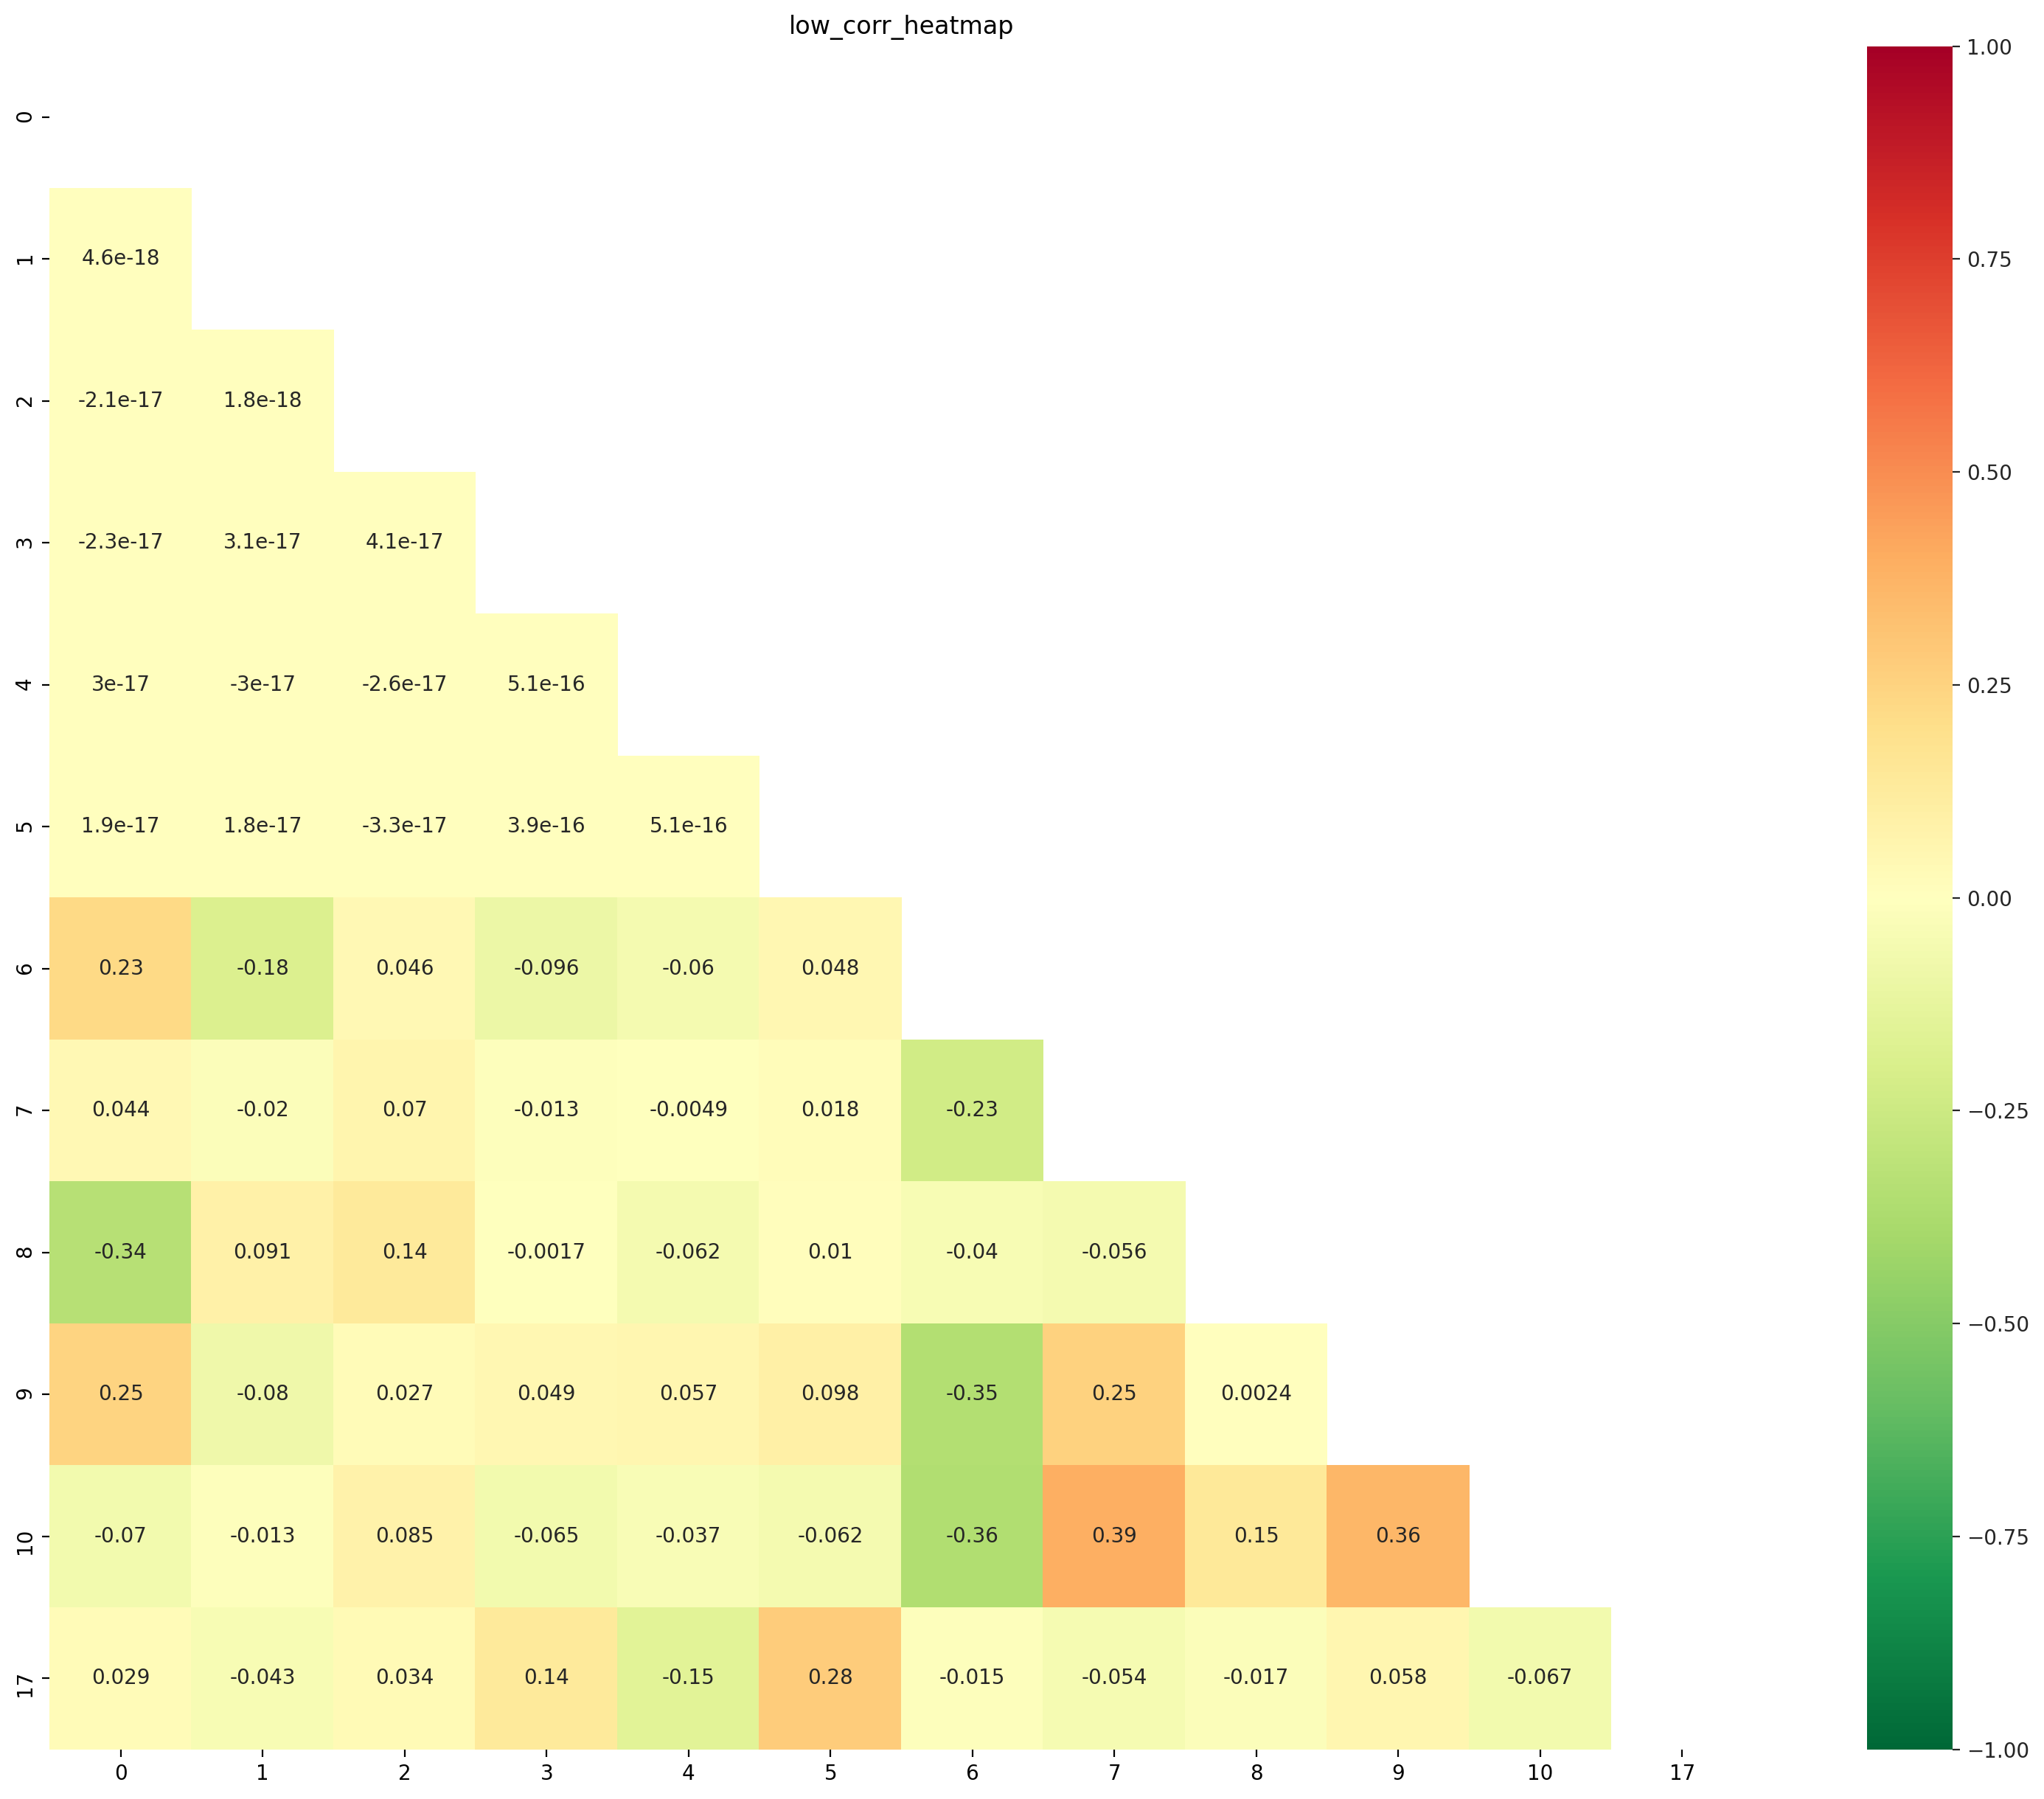 low_corr_heatmap
1.00
0
1 4.6e-18 0.75
2 -2.1e-17 1.8e-18
0.50
3 -2.3e-17 3.1e-17 4.1e-17
4 3e-17 -3e-17 -2.6e-17 5.1e-16 0.25
5 1.9e-17 1.8e-17 -3.3e-17 3.9e-16 5.1e-16
0.00
6 0.23 -0.18 0.046 -0.096 -0.06 0.048
7 0.044 -0.02 0.07 -0.013 -0.0049 0.018 -0.23 −0.25
8 -0.34 0.091 0.14 -0.0017 -0.062 0.01 -0.04 -0.056
−0.50
9 0.25 -0.08 0.027 0.049 0.057 0.098 -0.35 0.25 0.0024
10 -0.07 -0.013 0.085 -0.065 -0.037 -0.062 -0.36 0.39 0.15 0.36 −0.75
17 0.029 -0.043 0.034 0.14 -0.15 0.28 -0.015 -0.054 -0.017 0.058 -0.067
−1.00
0 1 2 3 4 5 6 7 8 9 10 17